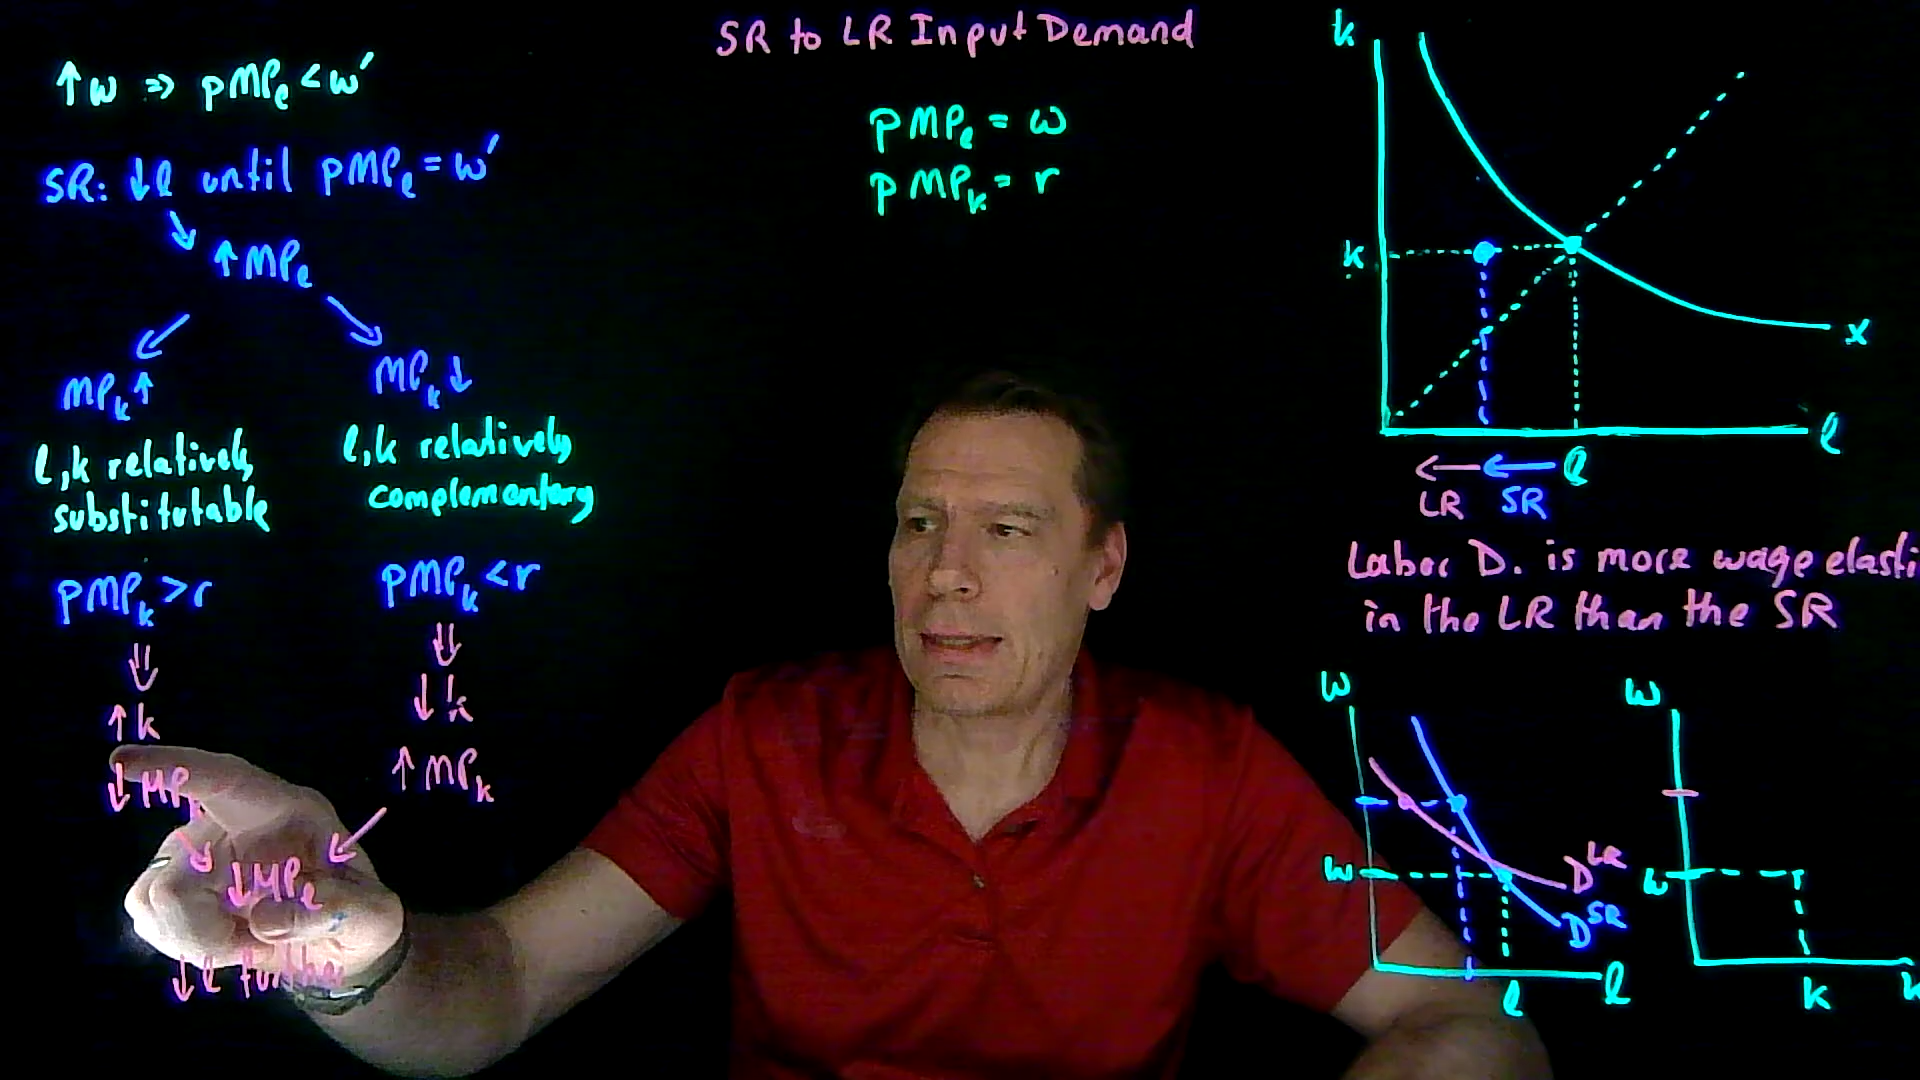 SR to LR Input Demand
↑w ⇒ pMPℓ < w'
SR: ↓ℓ until pMPℓ = w'
↑MPℓ
MPk↑
MPk↓
ℓ,k relatively
substitutable
ℓ,k relatively
complementary
pMPk > r
pMPk < r
⇓
⇓
↑k
↓k
↓MPk
↑MPk
↓MPℓ
↓ℓ further
pMPℓ = w
pMPk = r
k
k
x
ℓ
ℓ
← LR
← SR
Labor D. is more wage elasti
in the LR than the SR
w
w
D^LR
D^SR
ℓ
ℓ
w
w
k
k